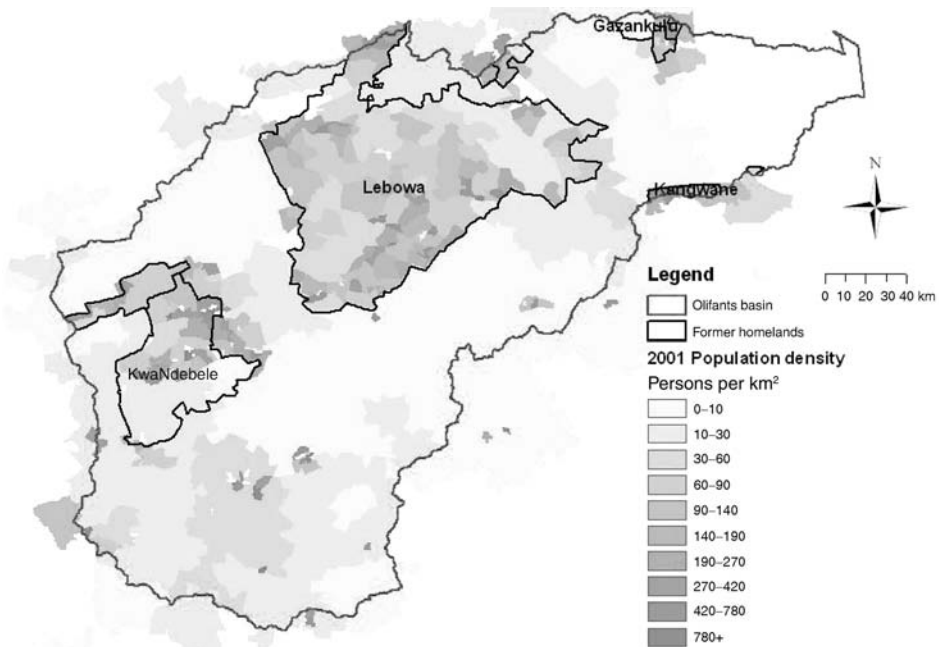 Gazankulu
Lebowa
Kangwane
KwaNdebele
N
0 10 20 30 40 km
Legend
Olifants basin
Former homelands
2001 Population density
Persons per km²
0–10
10–30
30–60
60–90
90–140
140–190
190–270
270–420
420–780
780+